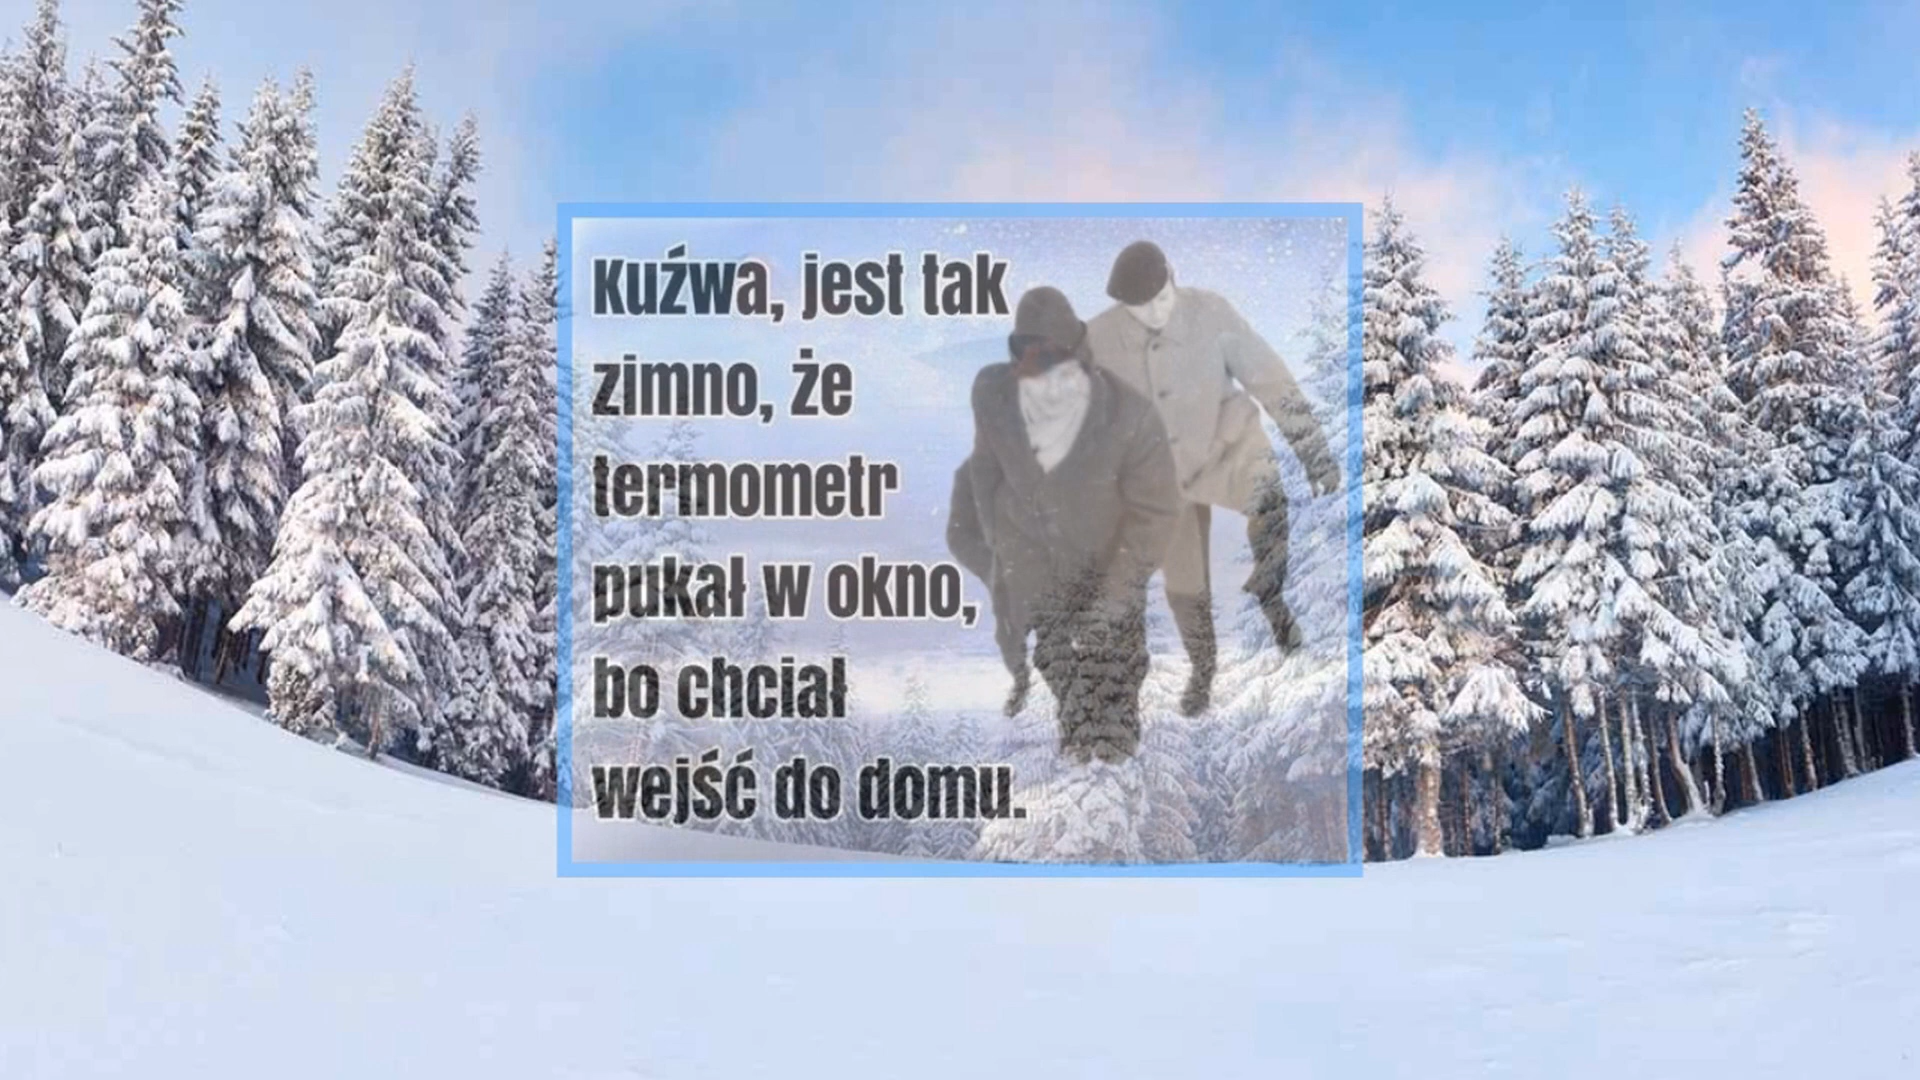 Kuźwa, jest tak
zimno, że
termometr
pukał w okno,
bo chciał
wejść do domu.